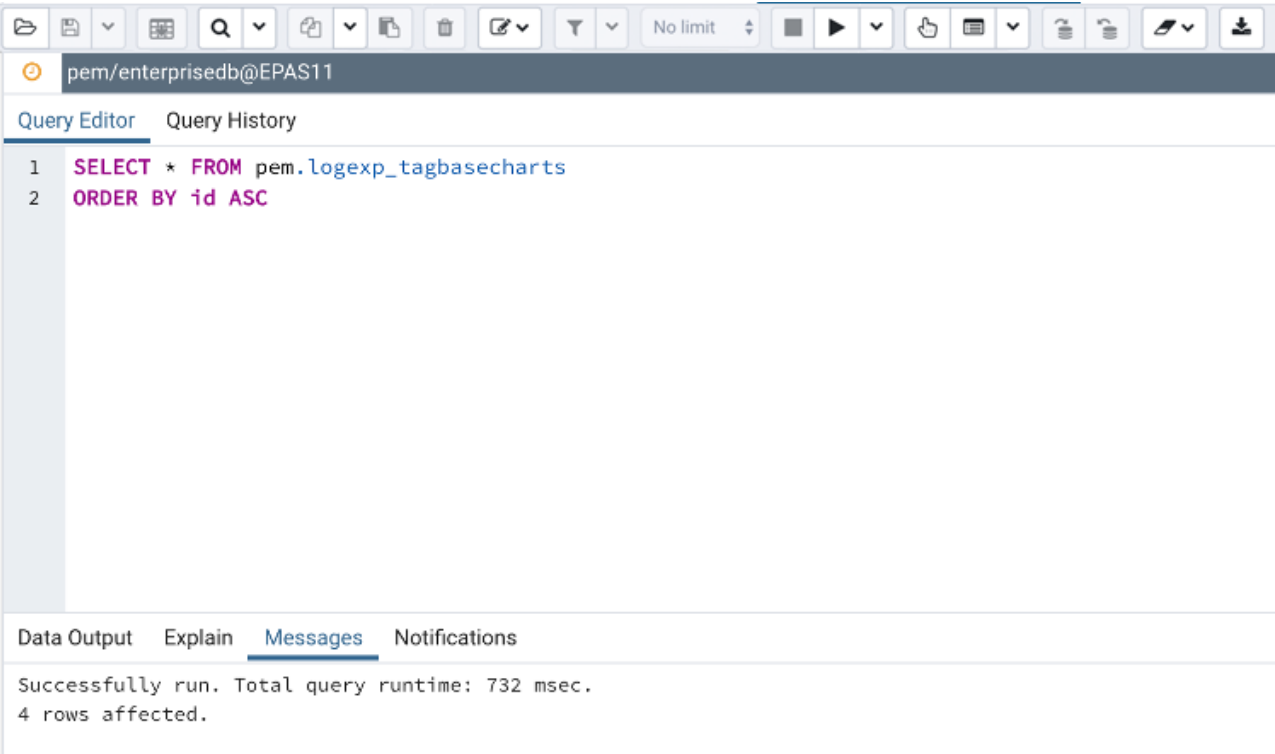 No limit
pem/enterprisedb@EPAS11
Query Editor Query History
1 SELECT * FROM pem.logexp_tagbasecharts
2 ORDER BY id ASC
Data Output Explain Messages Notifications
Successfully run. Total query runtime: 732 msec.
4 rows affected.